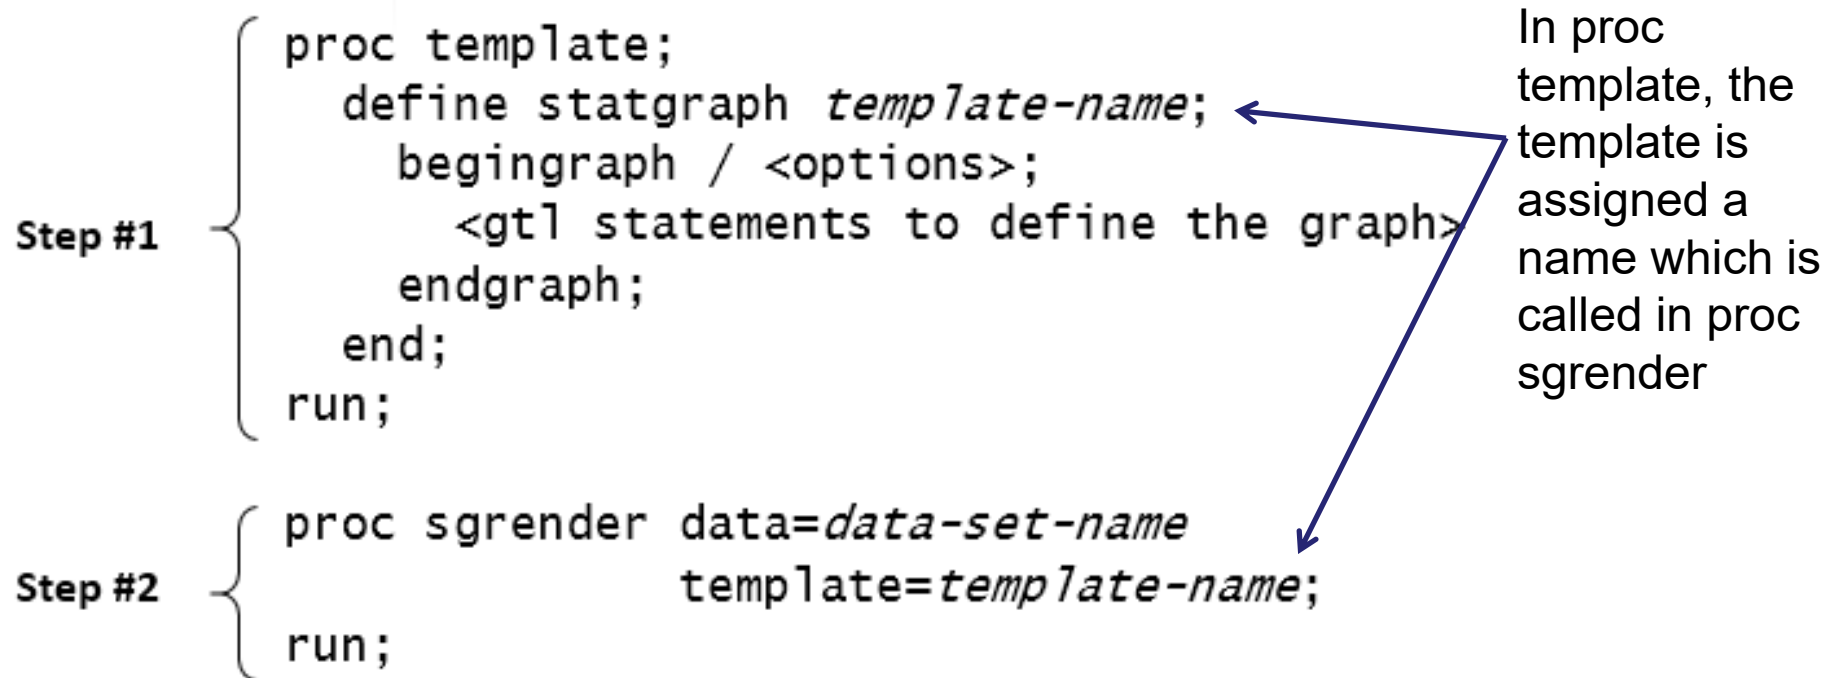 proc template;
define statgraph template-name;
begingraph / <options>;
<gtl statements to define the graph>
endgraph;
end;
run;
Step #1
proc sgrender data=data-set-name
template=template-name;
run;
Step #2
In proc
template, the
template is
assigned a
name which is
called in proc
sgrender